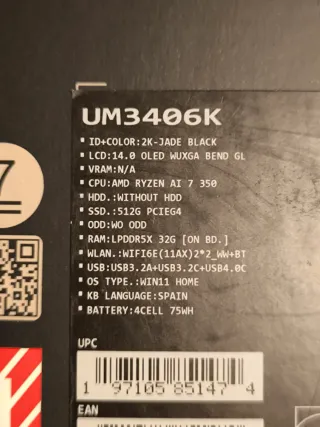 UM3406K
ID+COLOR:2K-JADE BLACK
LCD:14.0 OLED WUXGA BEND GL
VRAM:N/A
CPU:AMD RYZEN AI 7 350
HDD.:WITHOUT HDD
SSD.:512G PCIEG4
ODD:WO ODD
RAM:LPDDR5X 32G [ON BD.]
WLAN.:WIFI6E(11AX)2*2_WW+BT
USB:USB3.2A+USB3.2C+USB4.0C
OS TYPE.:WIN11 HOME
KB LANGUAGE:SPAIN
BATTERY:4CELL 75WH
7
UPC
1 97105 85147 4
EAN